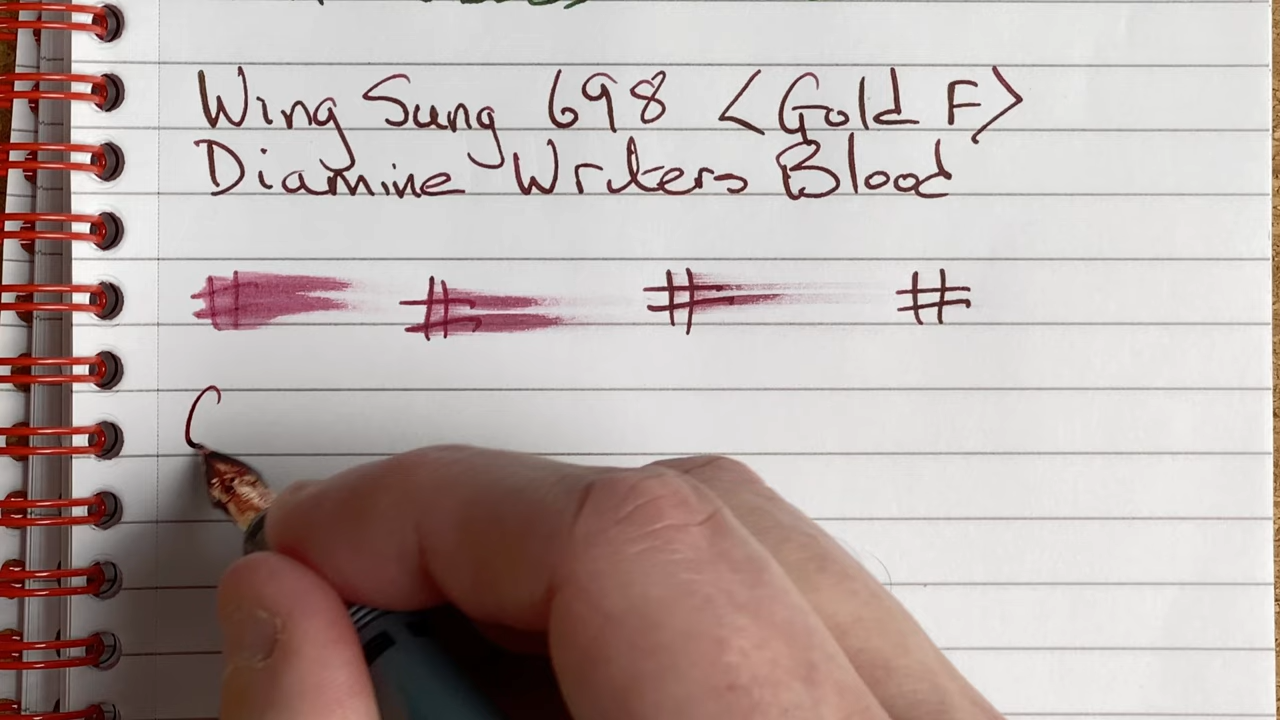 Wing Sung 698 <Gold F>
Diamine Writers Blood
# # # #
C